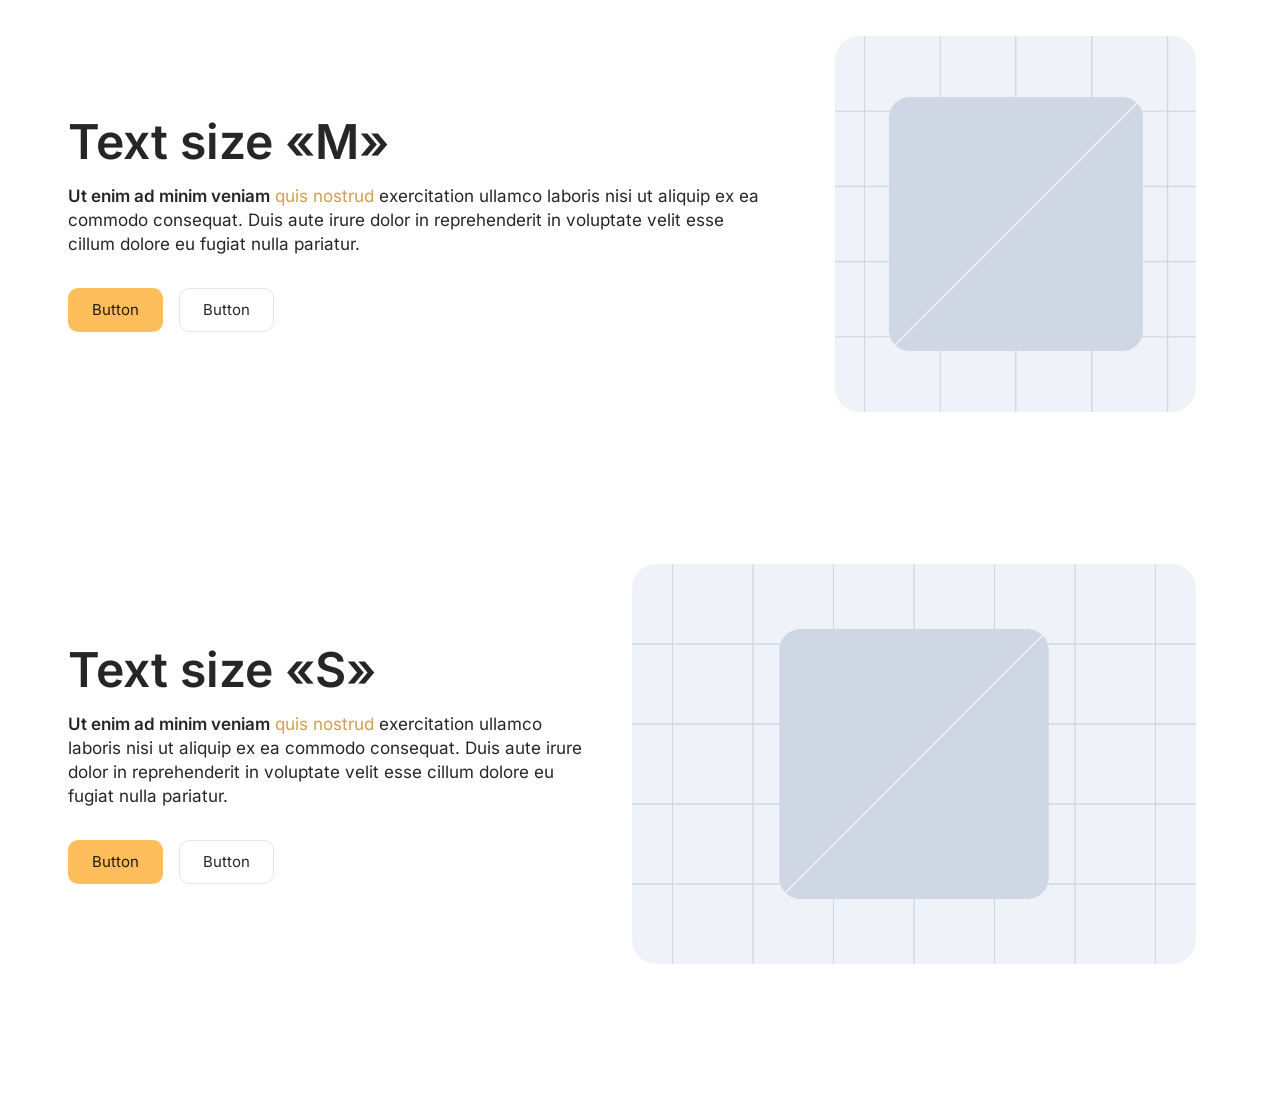 Text size «M»
Ut enim ad minim veniam quis nostrud exercitation ullamco laboris nisi ut aliquip ex ea
commodo consequat. Duis aute irure dolor in reprehenderit in voluptate velit esse
cillum dolore eu fugiat nulla pariatur.
Button Button
Text size «S»
Ut enim ad minim veniam quis nostrud exercitation ullamco
laboris nisi ut aliquip ex ea commodo consequat. Duis aute irure
dolor in reprehenderit in voluptate velit esse cillum dolore eu
fugiat nulla pariatur.
Button Button